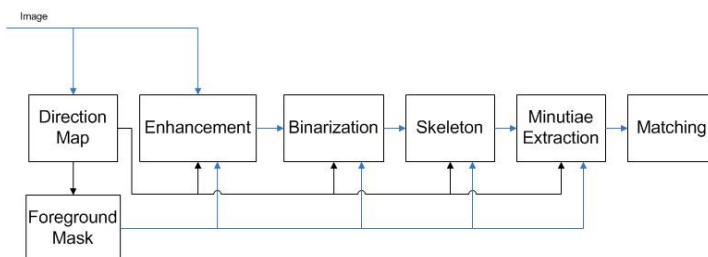 Image
Direction
Map
Enhancement
Binarization
Skeleton
Minutiae
Extraction
Matching
Foreground
Mask